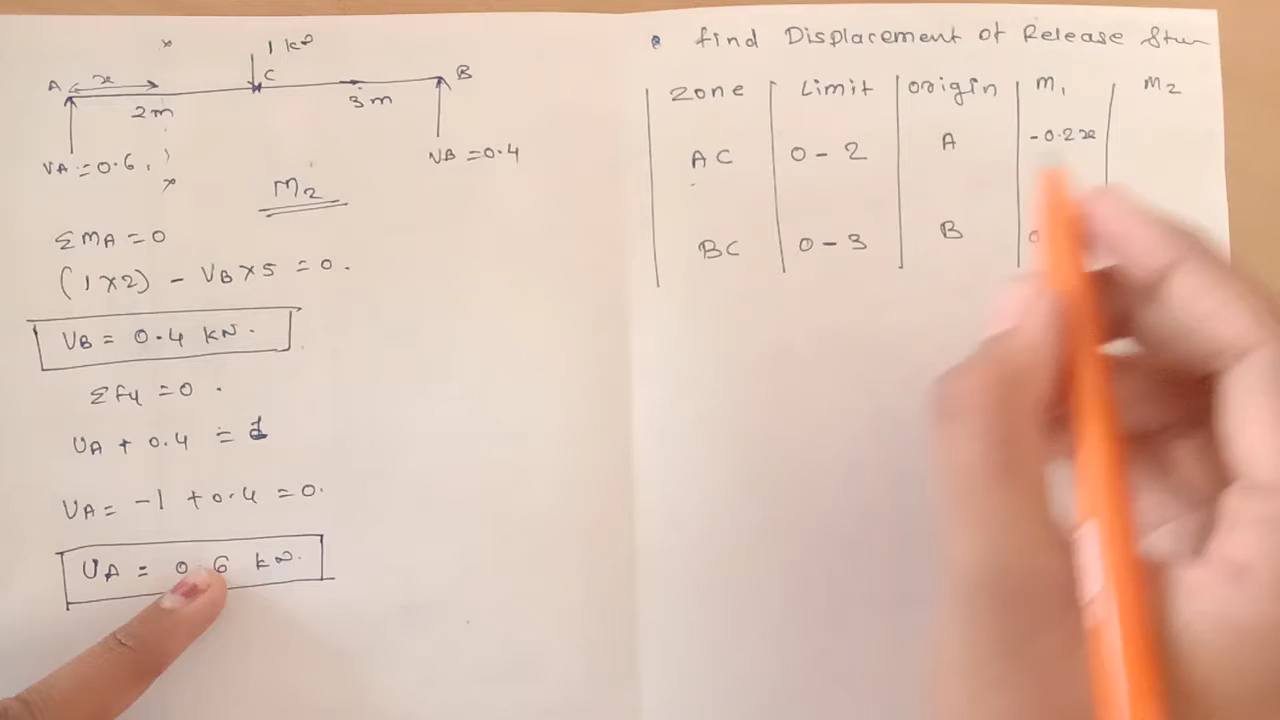 1 kN
A x C B
2m 3m
VA = 0.6 VB = 0.4
M2
ΣMA = 0
(1×2) - VB×5 = 0.
VB = 0.4 kN.
Σfy = 0.
VA + 0.4 = 1
VA = -1 + 0.4 = 0.
VA = 0.6 kN.
• find Displacement of Release Stru
Zone Limit origin M1 M2
AC 0-2 A -0.2x
BC 0-3 B 0